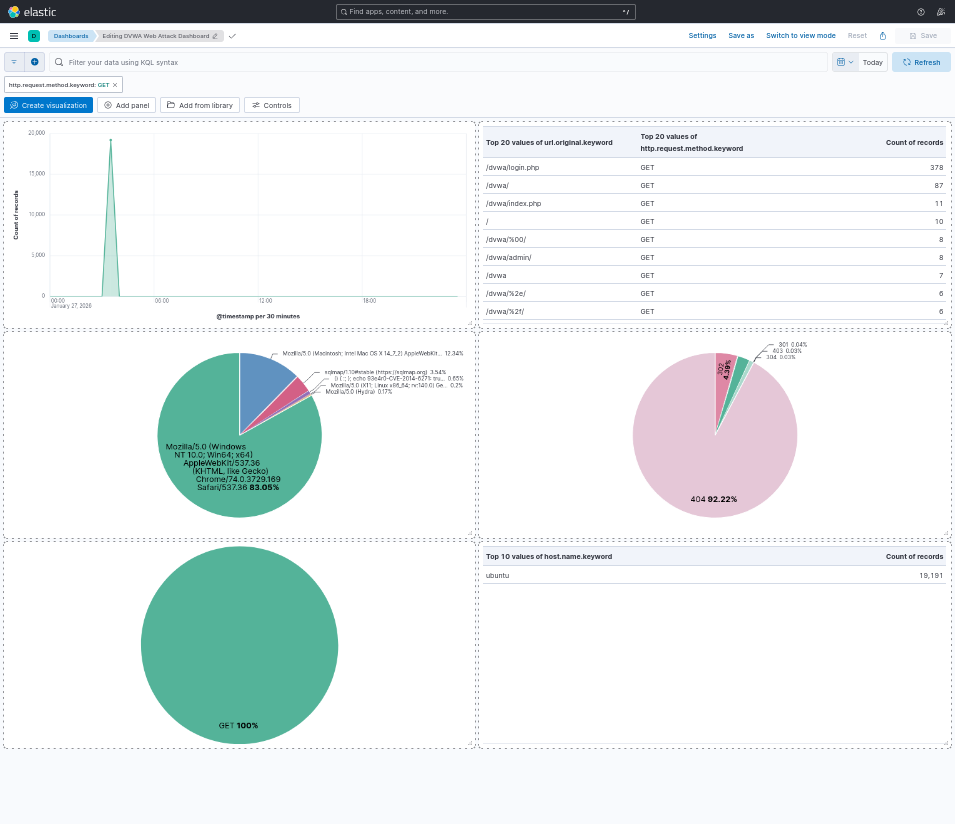 elastic
Find apps, content, and more.
^/
D
Dashboards
Editing DVWA Web Attack Dashboard
Settings
Save as
Switch to view mode
Reset
Save
Filter your data using KQL syntax
Today
Refresh
http.request.method.keyword: GET ×
Create visualization
Add panel
Add from library
Controls
20,000
15,000
10,000
5,000
0
Count of records
00:00
January 27, 2026
06:00
12:00
18:00
@timestamp per 30 minutes
Top 20 values of url.original.keyword
Top 20 values of
http.request.method.keyword
Count of records
/dvwa/login.php GET 378
/dvwa/ GET 87
/dvwa/index.php GET 11
/ GET 10
/dvwa/%00/ GET 8
/dvwa/admin/ GET 8
/dvwa GET 7
/dvwa/%2e/ GET 6
/dvwa/%2f/ GET 6
Mozilla/5.0 (Macintosh; Intel Mac OS X 14_7_2) AppleWebKit... 12.34%
sqlmap/1.10#stable (https://sqlmap.org) 3.54%
() { :; }; echo 93e4r0-CVE-2014-6271: tru... 0.65%
Mozilla/5.0 (X11; Linux x86_64; rv:140.0) Ge... 0.2%
Mozilla/5.0 (Hydra) 0.17%
Mozilla/5.0 (Windows
NT 10.0; Win64; x64)
AppleWebKit/537.36
(KHTML, like Gecko)
Chrome/74.0.3729.169
Safari/537.36 83.05%
301 0.04%
403 0.03%
304 0.03%
302
4.39%
404 92.22%
GET 100%
Top 10 values of host.name.keyword
Count of records
ubuntu 19,191